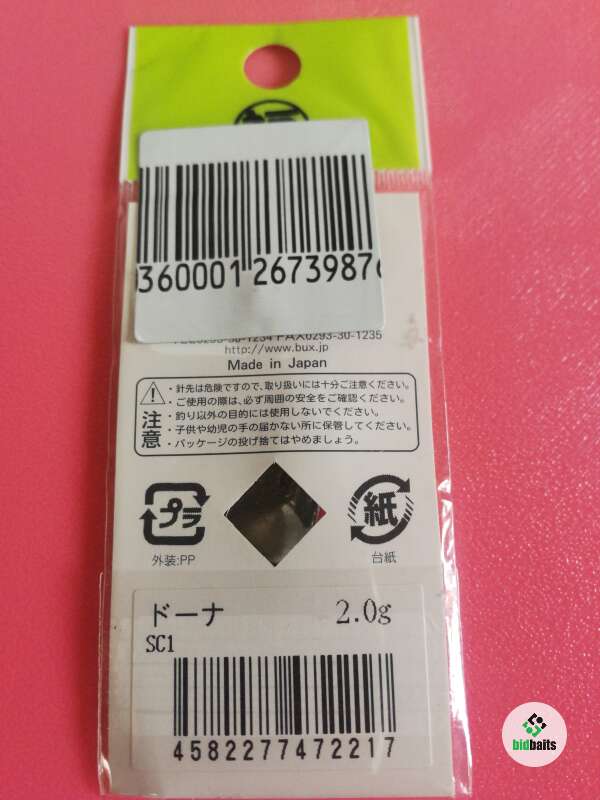 360001 2673987
FAX0293-30-1235
http://www.bux.jp
Made in Japan
注意
・針先は危険ですので、取り扱いには十分ご注意ください。
・ご使用の際は、必ず周囲の安全をご確認ください。
・釣り以外の目的には使用しないでください。
・子供や幼児の手の届かない所に保管してください。
・パッケージの投げ捨てはやめましょう。
プラ
紙
外装:PP
台紙
ドーナ 2.0g
SC1
4582277472217
bidbaits